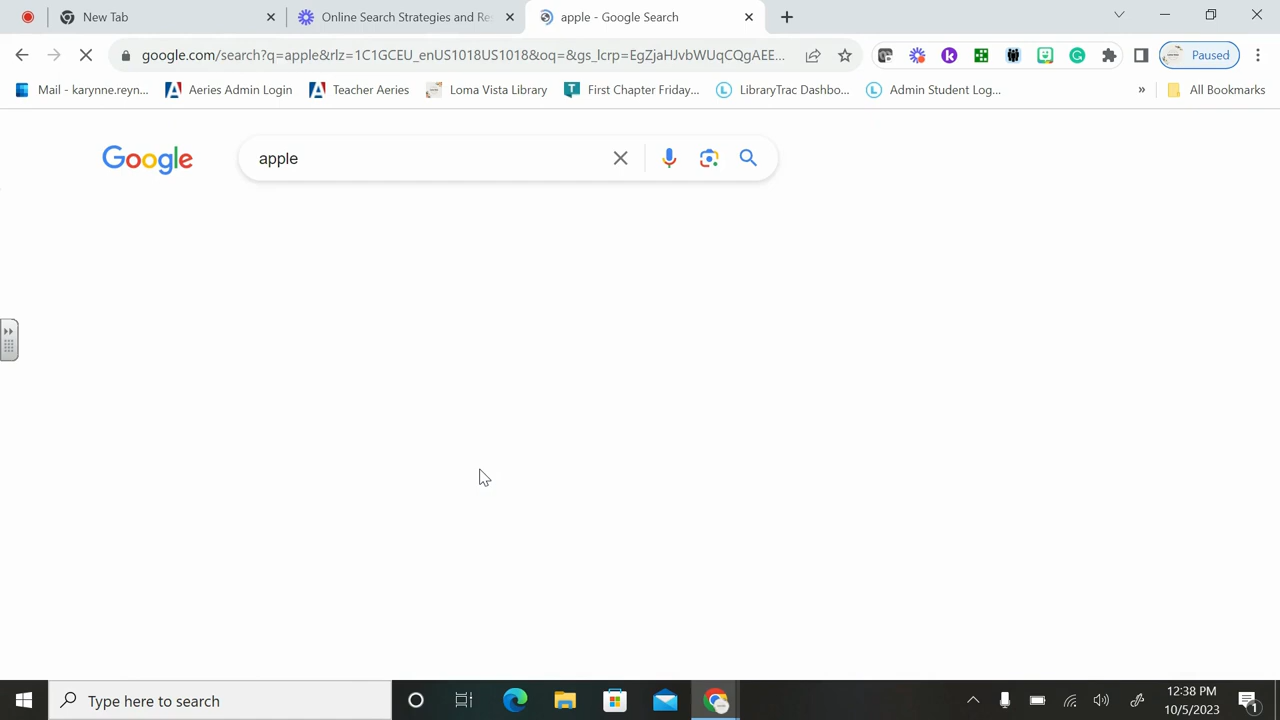 New Tab
Online Search Strategies and Re
apple - Google Search
google.com/search?q=apple&rlz=1C1GCEU_enUS1018US1018&oq=&gs_lcrp=EgZjaHJvbWUqCQgAEE...
Paused
Mail - karynne.reyn...
Aeries Admin Login
Teacher Aeries
Loma Vista Library
First Chapter Friday...
LibraryTrac Dashbo...
Admin Student Log...
»
All Bookmarks
Google
apple
Type here to search
12:38 PM
10/5/2023
1